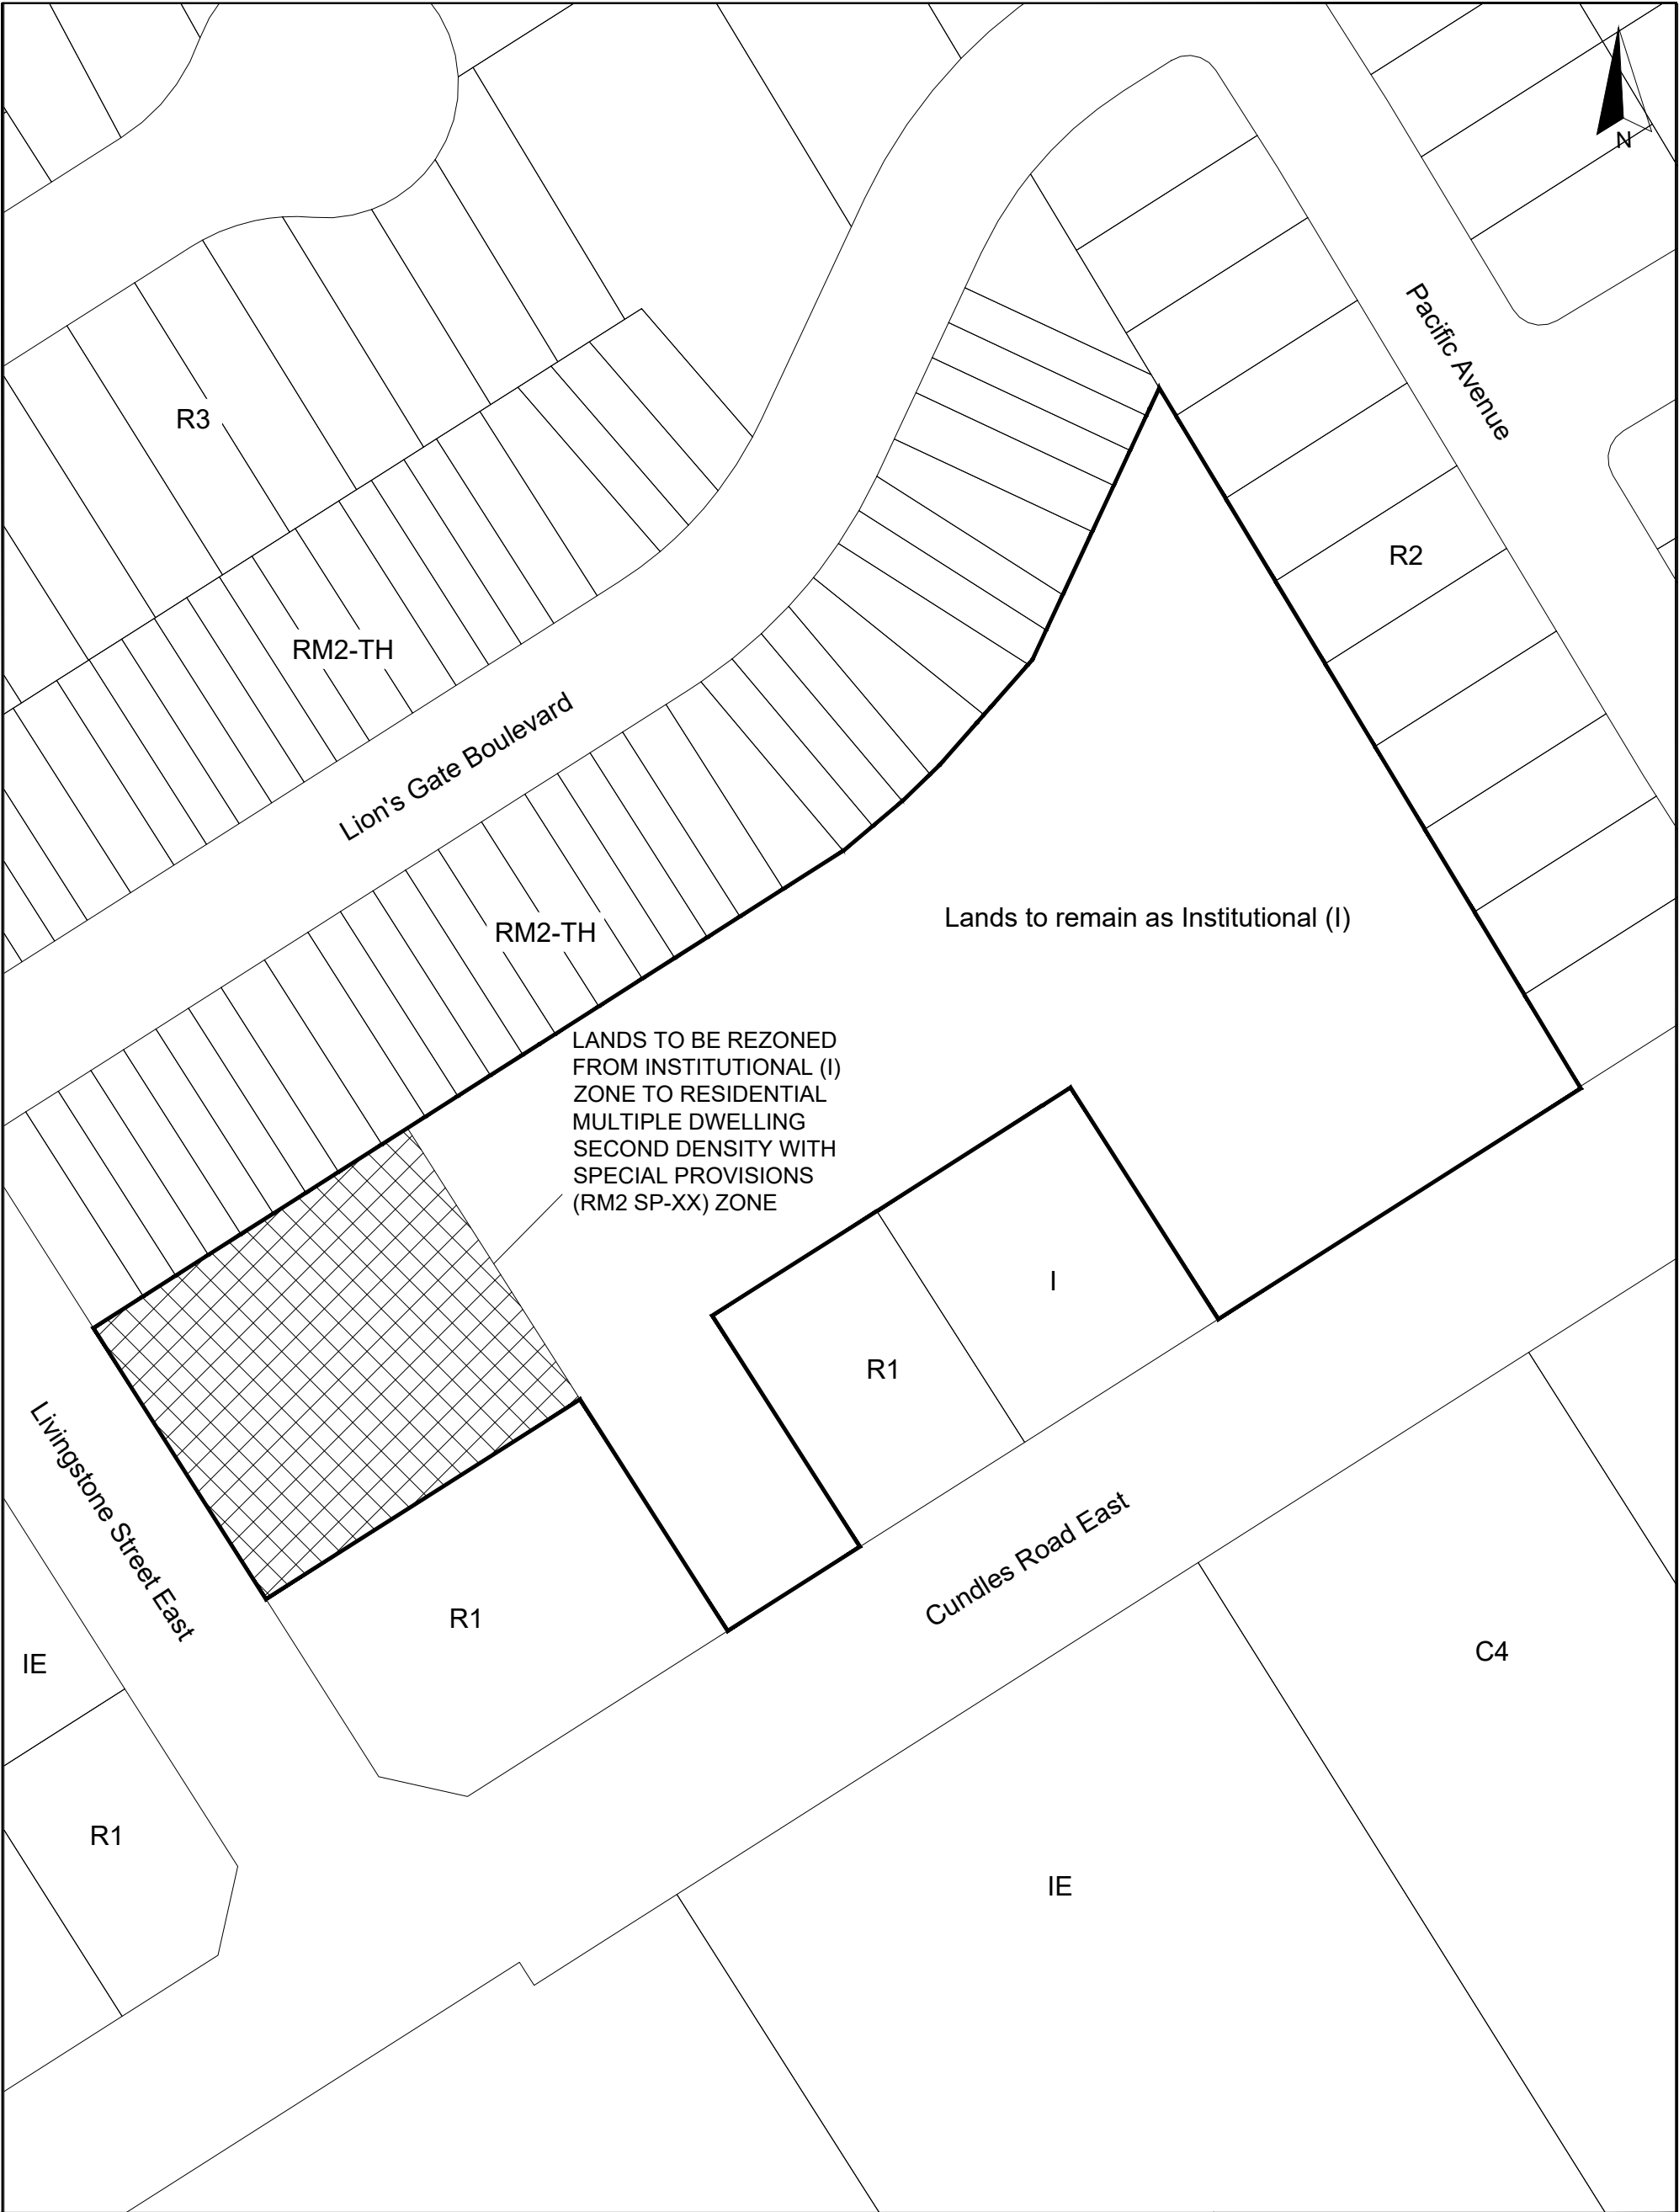 N
Pacific Avenue
R3
R2
RM2-TH
Lion's Gate Boulevard
Lands to remain as Institutional (I)
RM2-TH
LANDS TO BE REZONED
FROM INSTITUTIONAL (I)
ZONE TO RESIDENTIAL
MULTIPLE DWELLING
SECOND DENSITY WITH
SPECIAL PROVISIONS
(RM2 SP-XX) ZONE
I
R1
Livingstone Street East
Cundles Road East
R1
IE
C4
R1
IE